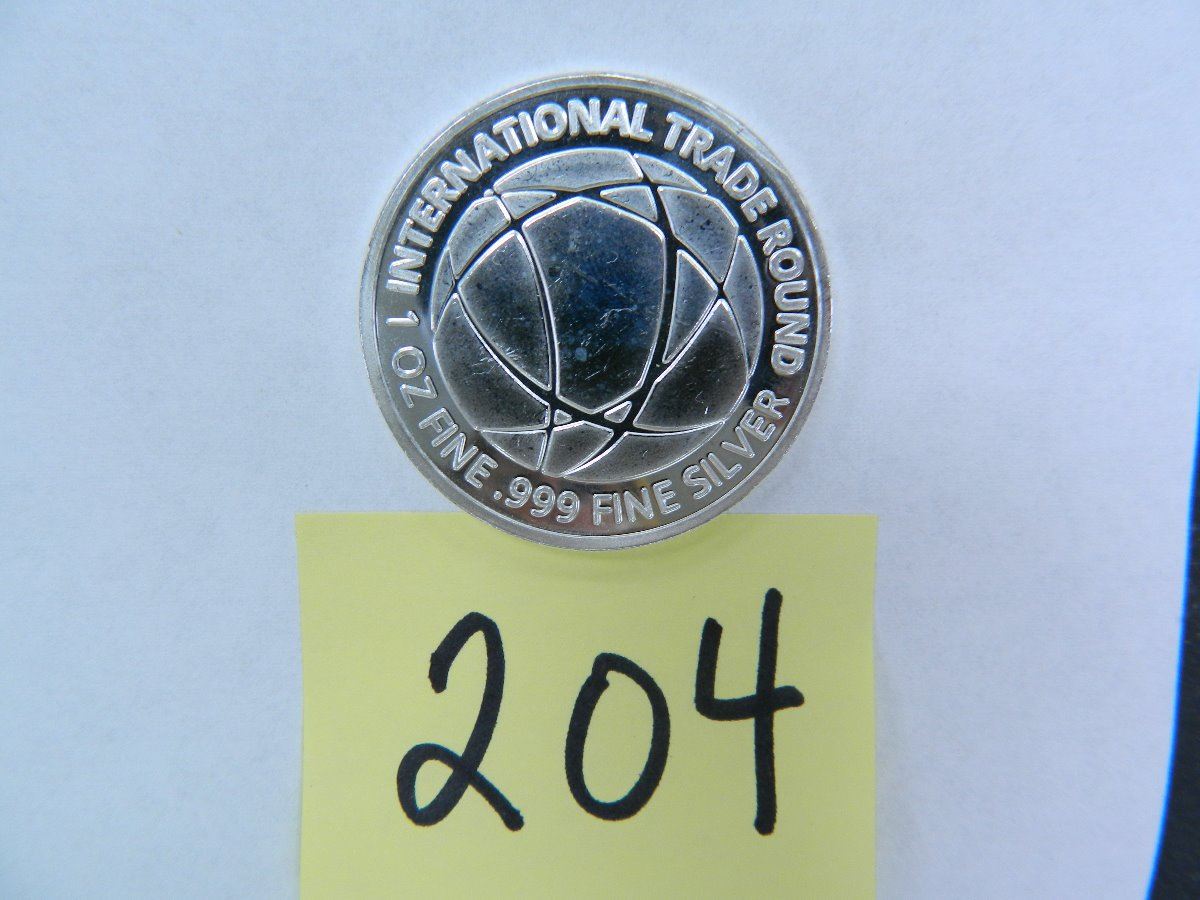 INTERNATIONAL TRADE ROUND
1 OZ FINE .999 FINE SILVER
204